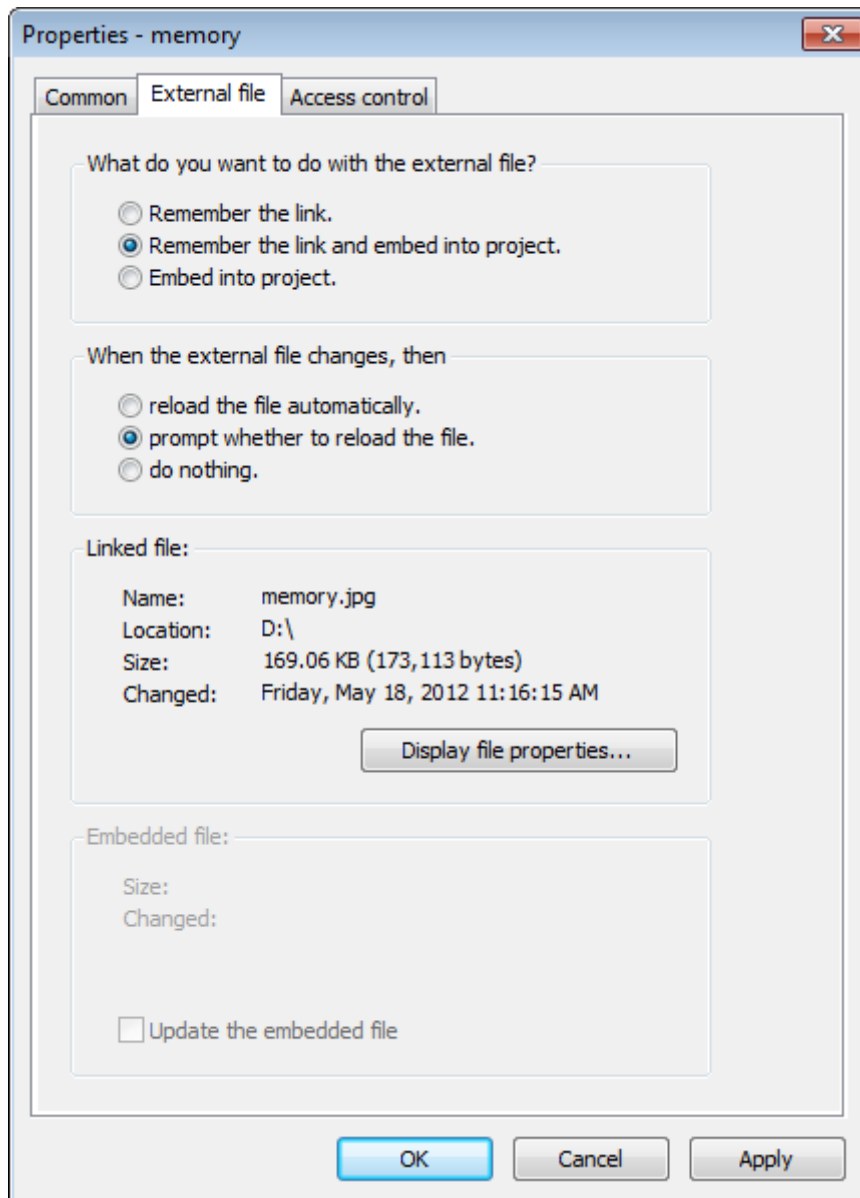 Properties - memory
Common External file Access control
What do you want to do with the external file?
Remember the link.
Remember the link and embed into project.
Embed into project.
When the external file changes, then
reload the file automatically.
prompt whether to reload the file.
do nothing.
Linked file:
Name: memory.jpg
Location: D:\
Size: 169.06 KB (173,113 bytes)
Changed: Friday, May 18, 2012 11:16:15 AM
Display file properties...
Embedded file:
Size:
Changed:
Update the embedded file
OK Cancel Apply